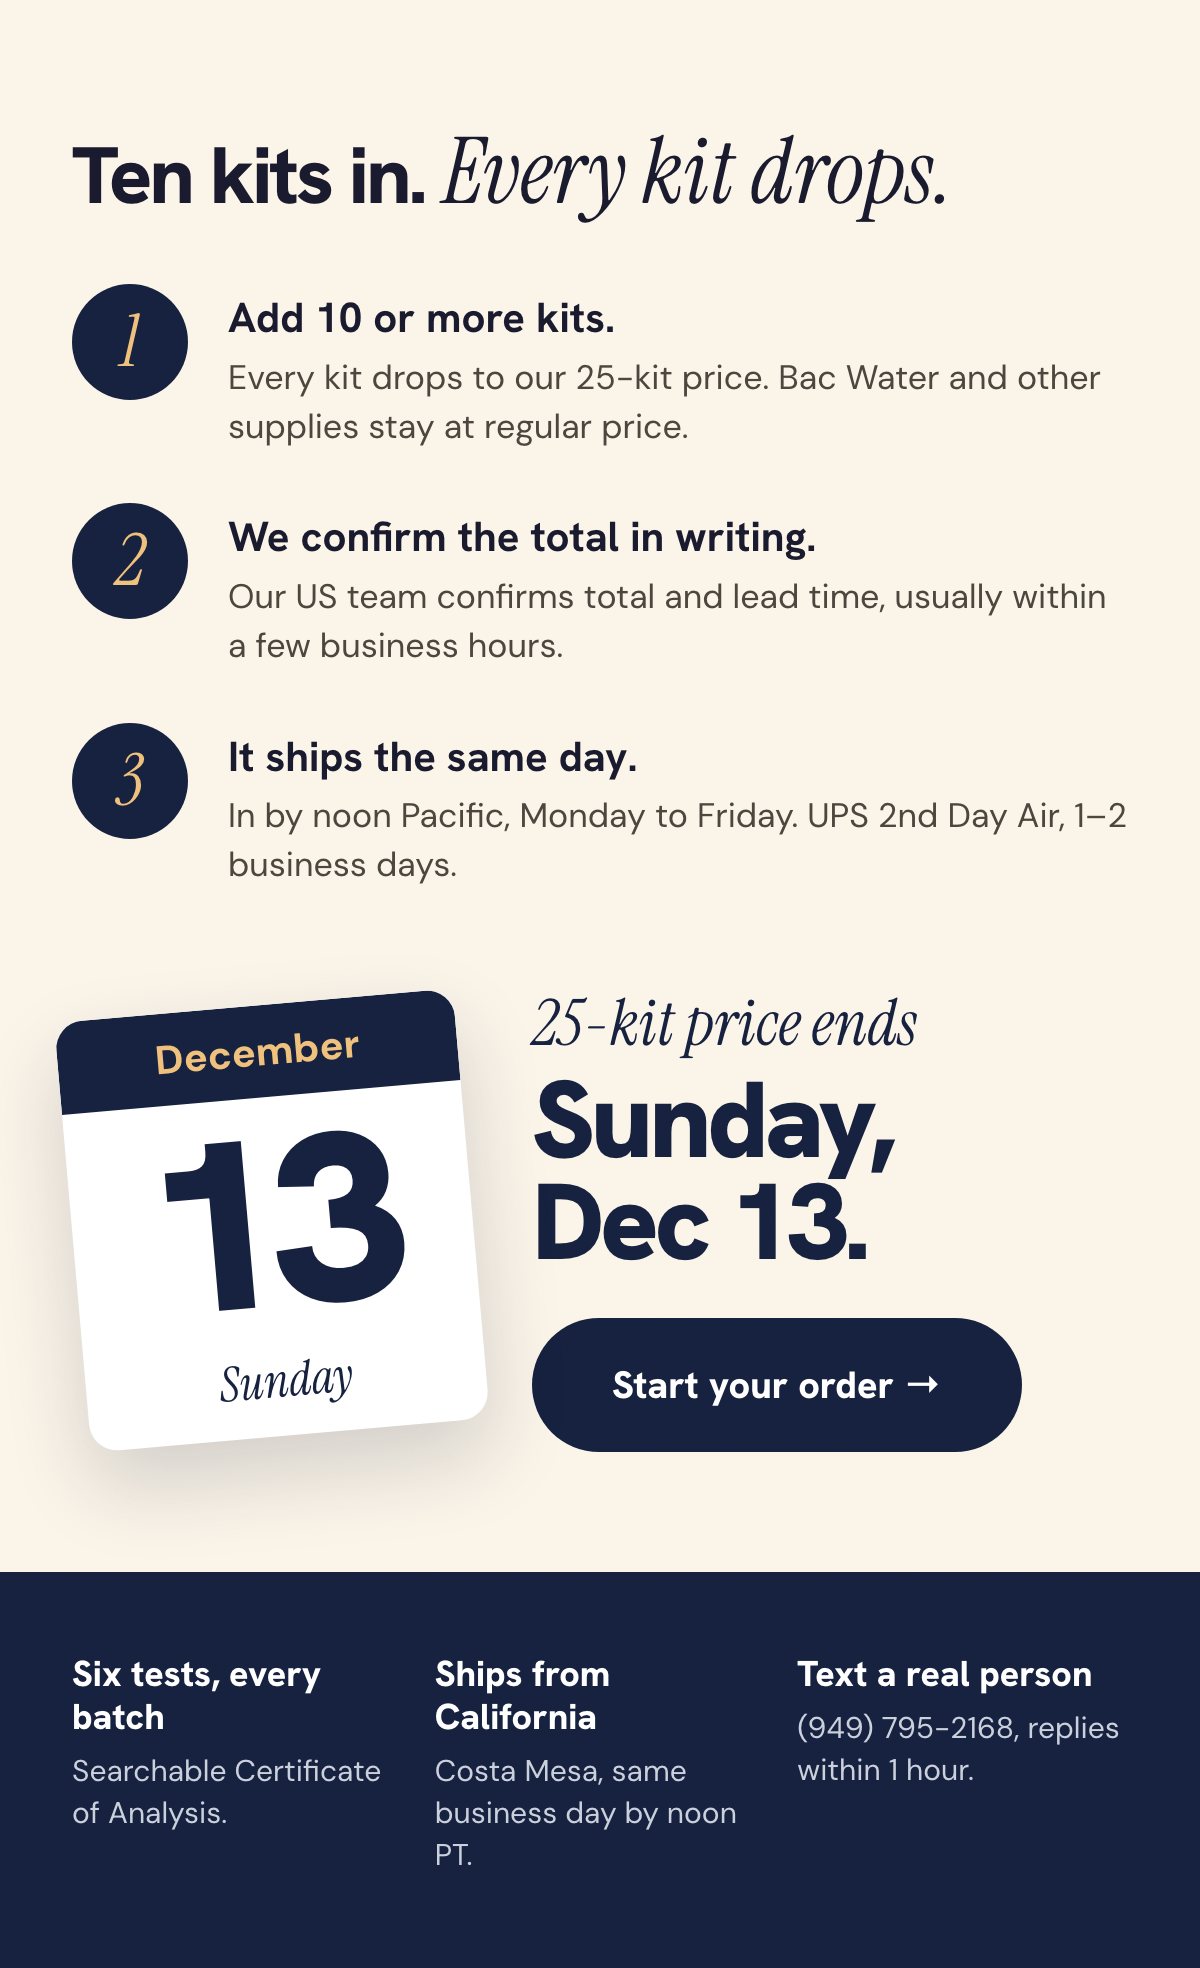 Ten kits in. Every kit drops.
1
Add 10 or more kits.
Every kit drops to our 25-kit price. Bac Water and other
supplies stay at regular price.
2
We confirm the total in writing.
Our US team confirms total and lead time, usually within
a few business hours.
3
It ships the same day.
In by noon Pacific, Monday to Friday. UPS 2nd Day Air, 1–2
business days.
December
13
Sunday
25-kit price ends
Sunday,
Dec 13.
Start your order →
Six tests, every
batch
Searchable Certificate
of Analysis.
Ships from
California
Costa Mesa, same
business day by noon
PT.
Text a real person
(949) 795-2168, replies
within 1 hour.